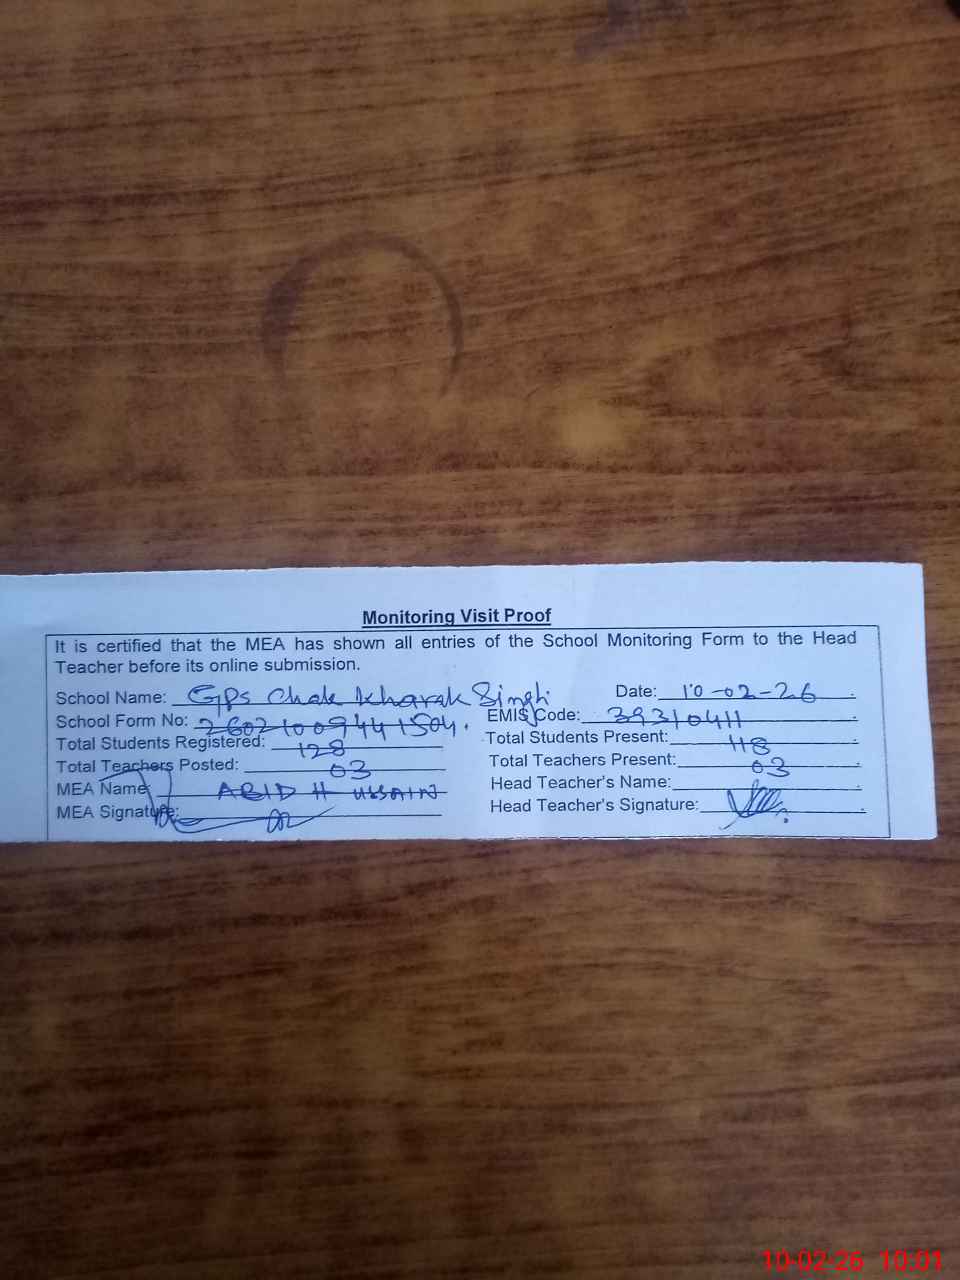 Monitoring Visit Proof
It is certified that the MEA has shown all entries of the School Monitoring Form to the Head
Teacher before its online submission.
School Name: GPS Chak Kharak Singh Date: 10-02-26
School Form No: 26021009441504. EMIS Code: 39310411
Total Students Registered: 128 Total Students Present: 118
Total Teachers Posted: 03 Total Teachers Present: 03
MEA Name: ABID HUSSAIN Head Teacher's Name:
MEA Signature: Head Teacher's Signature:
10-02-26 10:01